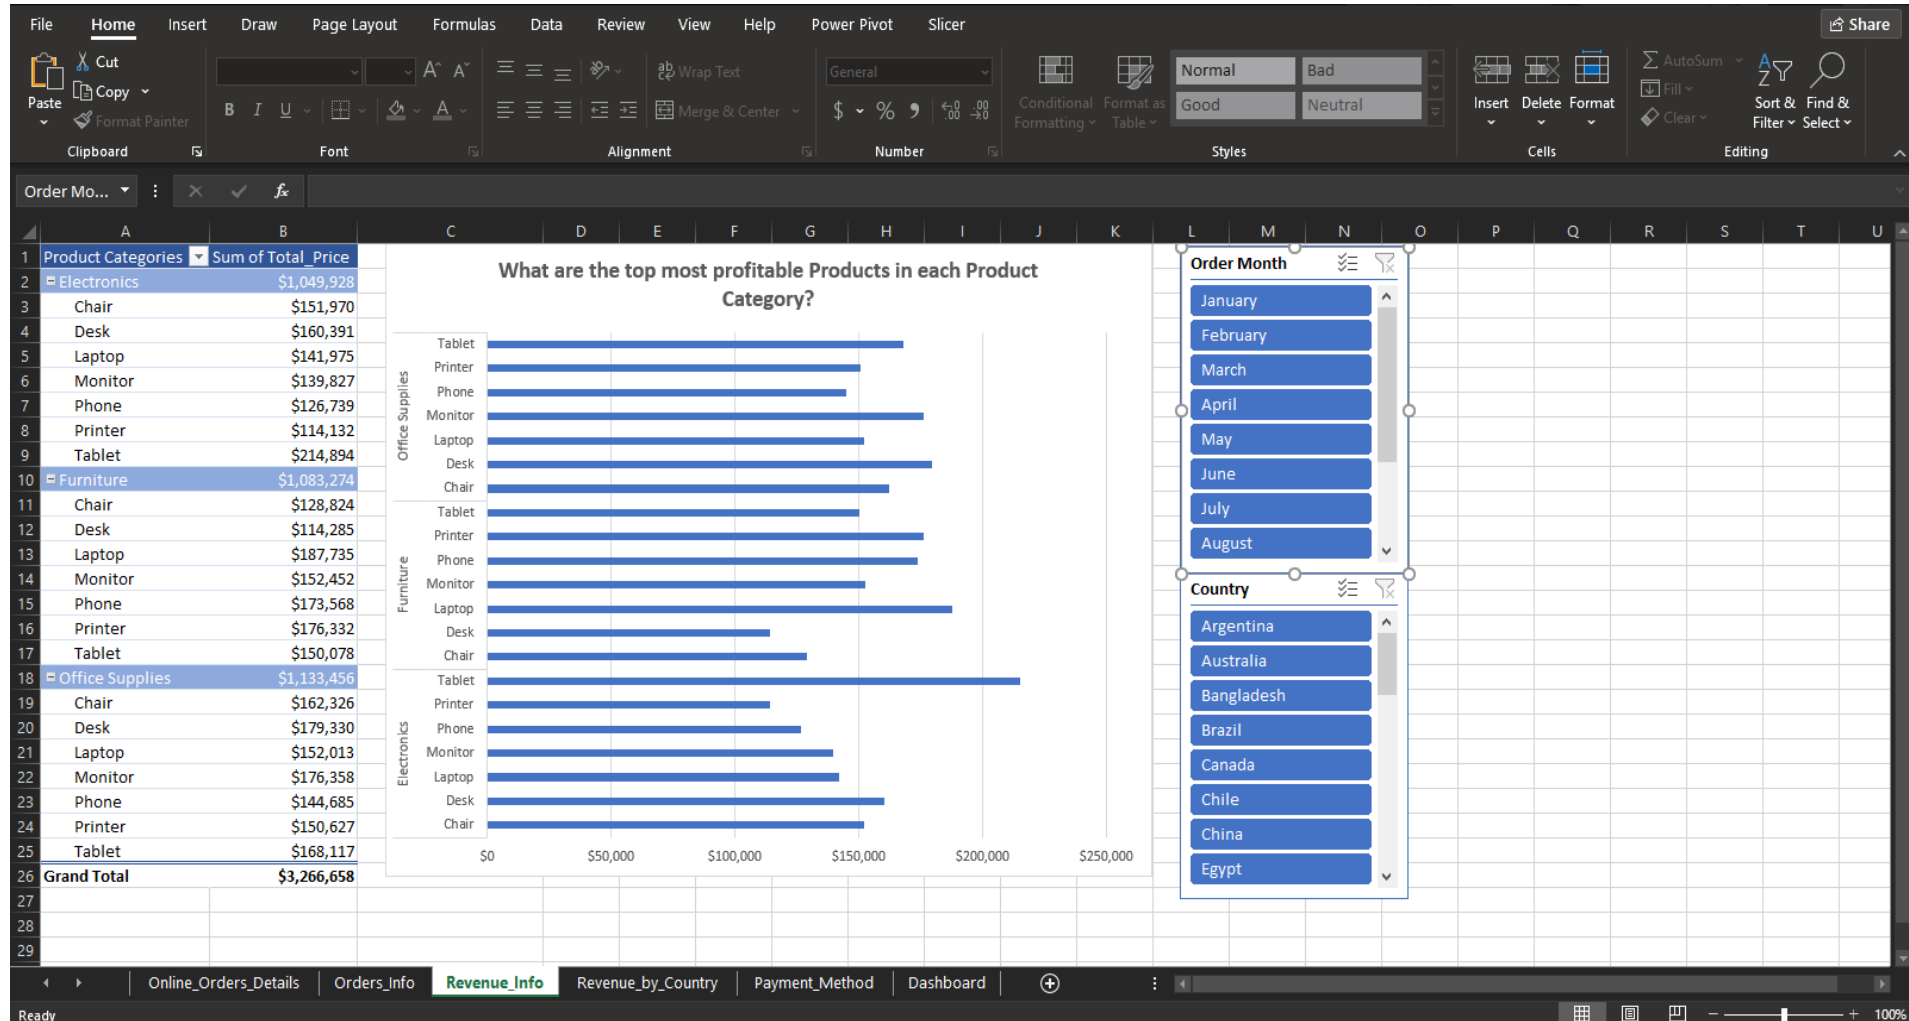 File Home Insert Draw Page Layout Formulas Data Review View Help Power Pivot Slicer Share
Paste
Cut
Copy
Format Painter
Clipboard
B I U
Font
Wrap Text
Merge & Center
Alignment
General
$ % 9
Number
Conditional Formatting
Format as Table
Normal Bad
Good Neutral
Styles
Insert Delete Format
Cells
AutoSum
Fill
Clear
Sort & Filter
Find & Select
Editing
Order Mo... fx
A B C D E F G H I J K L M N O P Q R S T U
1 Product Categories Sum of Total_Price
2 Electronics $1,049,928
3 Chair $151,970
4 Desk $160,391
5 Laptop $141,975
6 Monitor $139,827
7 Phone $126,739
8 Printer $114,132
9 Tablet $214,894
10 Furniture $1,083,274
11 Chair $128,824
12 Desk $114,285
13 Laptop $187,735
14 Monitor $152,452
15 Phone $173,568
16 Printer $176,332
17 Tablet $150,078
18 Office Supplies $1,133,456
19 Chair $162,326
20 Desk $179,330
21 Laptop $152,013
22 Monitor $176,358
23 Phone $144,685
24 Printer $150,627
25 Tablet $168,117
26 Grand Total $3,266,658
27
28
29
What are the top most profitable Products in each Product
Category?
Office Supplies
Tablet
Printer
Phone
Monitor
Laptop
Desk
Chair
Furniture
Tablet
Printer
Phone
Monitor
Laptop
Desk
Chair
Electronics
Tablet
Printer
Phone
Monitor
Laptop
Desk
Chair
$0 $50,000 $100,000 $150,000 $200,000 $250,000
Order Month
January
February
March
April
May
June
July
August
Country
Argentina
Australia
Bangladesh
Brazil
Canada
Chile
China
Egypt
Online_Orders_Details Orders_Info Revenue_Info Revenue_by_Country Payment_Method Dashboard
Ready 100%